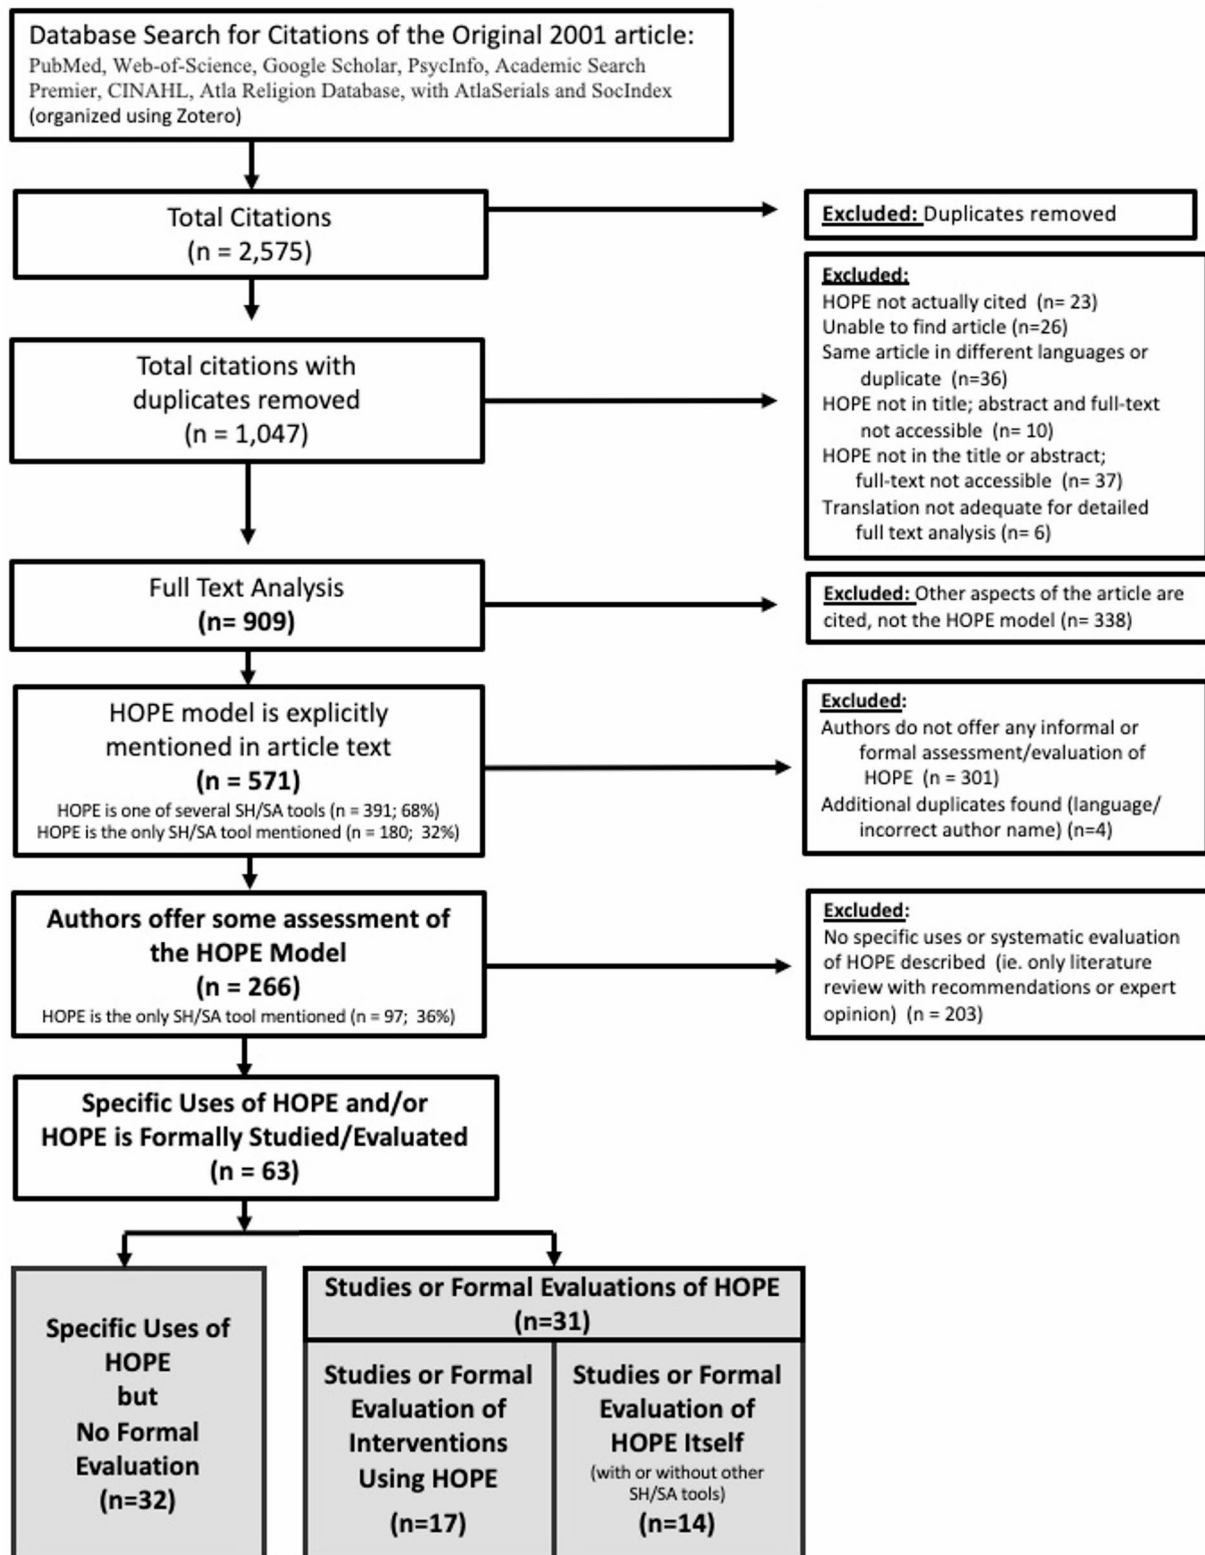 Database Search for Citations of the Original 2001 article:
PubMed, Web-of-Science, Google Scholar, PsycInfo, Academic Search
Premier, CINAHL, Atla Religion Database, with AtlaSerials and SocIndex
(organized using Zotero)
Total Citations
(n = 2,575)
Excluded: Duplicates removed
Total citations with
duplicates removed
(n = 1,047)
Excluded:
HOPE not actually cited (n= 23)
Unable to find article (n=26)
Same article in different languages or
duplicate (n=36)
HOPE not in title; abstract and full-text
not accessible (n= 10)
HOPE not in the title or abstract;
full-text not accessible (n= 37)
Translation not adequate for detailed
full text analysis (n= 6)
Full Text Analysis
(n= 909)
Excluded: Other aspects of the article are
cited, not the HOPE model (n= 338)
HOPE model is explicitly
mentioned in article text
(n = 571)
HOPE is one of several SH/SA tools (n = 391; 68%)
HOPE is the only SH/SA tool mentioned (n = 180; 32%)
Excluded:
Authors do not offer any informal or
formal assessment/evaluation of
HOPE (n = 301)
Additional duplicates found (language/
incorrect author name) (n=4)
Authors offer some assessment of
the HOPE Model
(n = 266)
HOPE is the only SH/SA tool mentioned (n = 97; 36%)
Excluded:
No specific uses or systematic evaluation
of HOPE described (ie. only literature
review with recommendations or expert
opinion) (n = 203)
Specific Uses of HOPE and/or
HOPE is Formally Studied/Evaluated
(n = 63)
Specific Uses of
HOPE
but
No Formal
Evaluation
(n=32)
Studies or Formal Evaluations of HOPE
(n=31)
Studies or Formal
Evaluation of
Interventions
Using HOPE
(n=17)
Studies or Formal
Evaluation of
HOPE Itself
(with or without other
SH/SA tools)
(n=14)